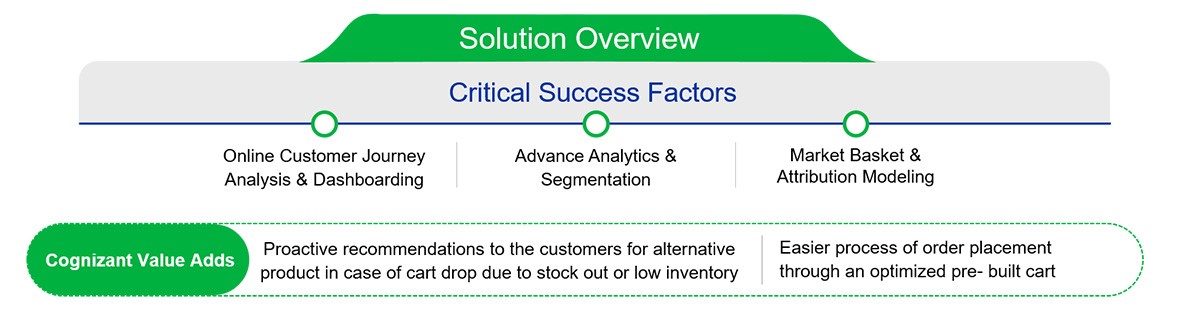 Solution Overview
Critical Success Factors
Online Customer Journey
Analysis & Dashboarding
Advance Analytics &
Segmentation
Market Basket &
Attribution Modeling
Cognizant Value Adds
Proactive recommendations to the customers for alternative
product in case of cart drop due to stock out or low inventory
Easier process of order placement
through an optimized pre- built cart